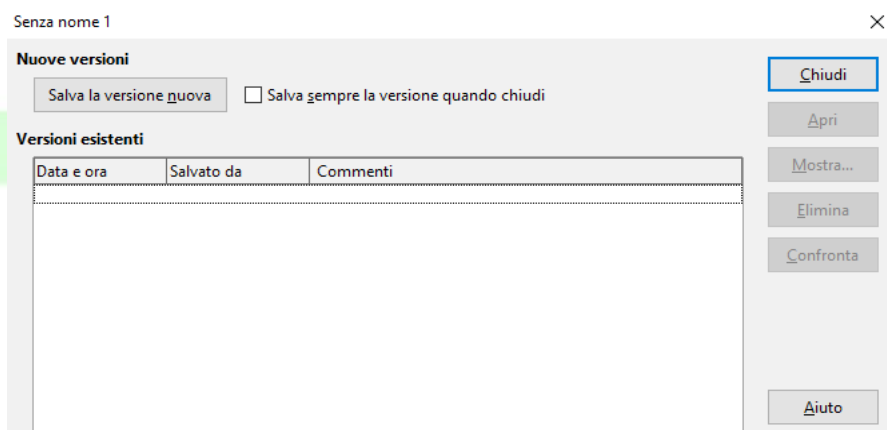 Senza nome 1
Nuove versioni
Salva la versione nuova
Salva sempre la versione quando chiudi
Versioni esistenti
Data e ora Salvato da Commenti
Chiudi
Apri
Mostra...
Elimina
Confronta
Aiuto